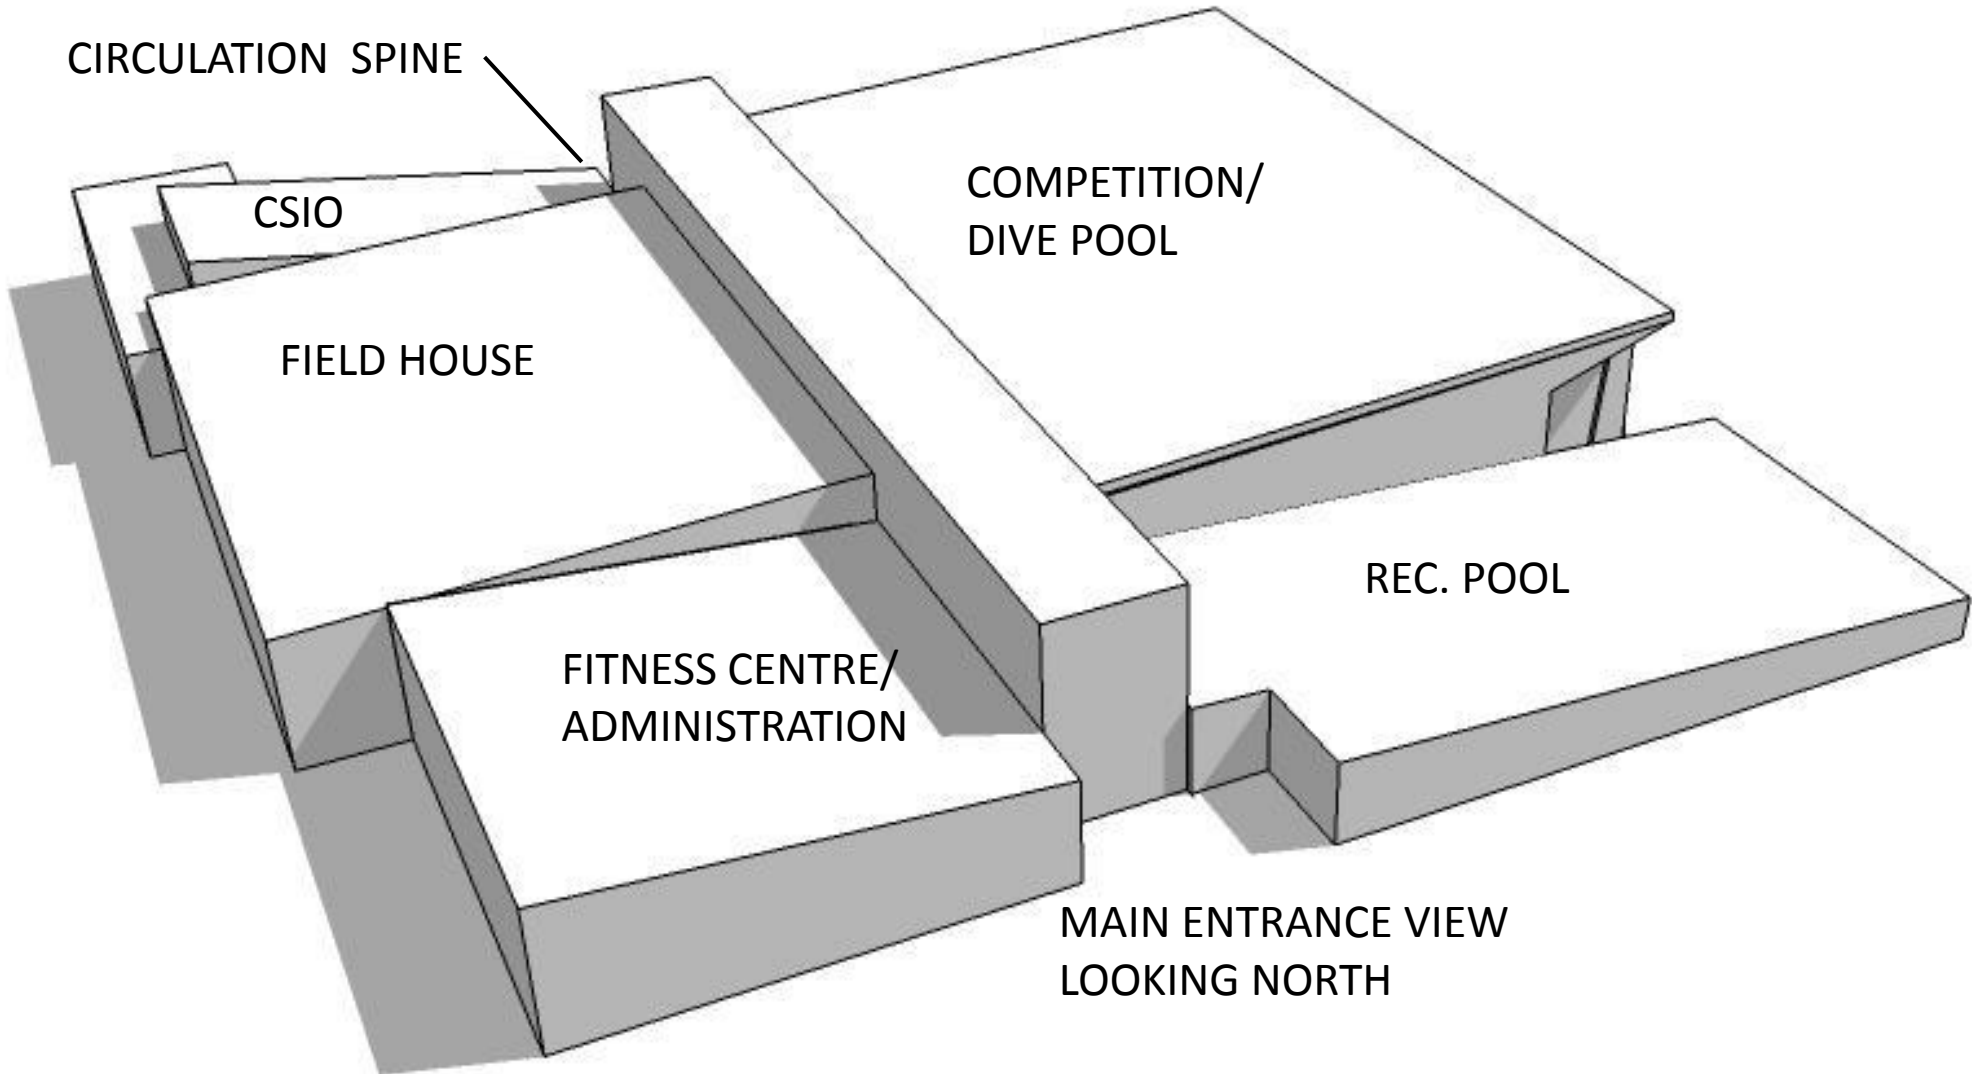 CIRCULATION SPINE
CSIO
COMPETITION/
DIVE POOL
FIELD HOUSE
REC. POOL
FITNESS CENTRE/
ADMINISTRATION
MAIN ENTRANCE VIEW
LOOKING NORTH